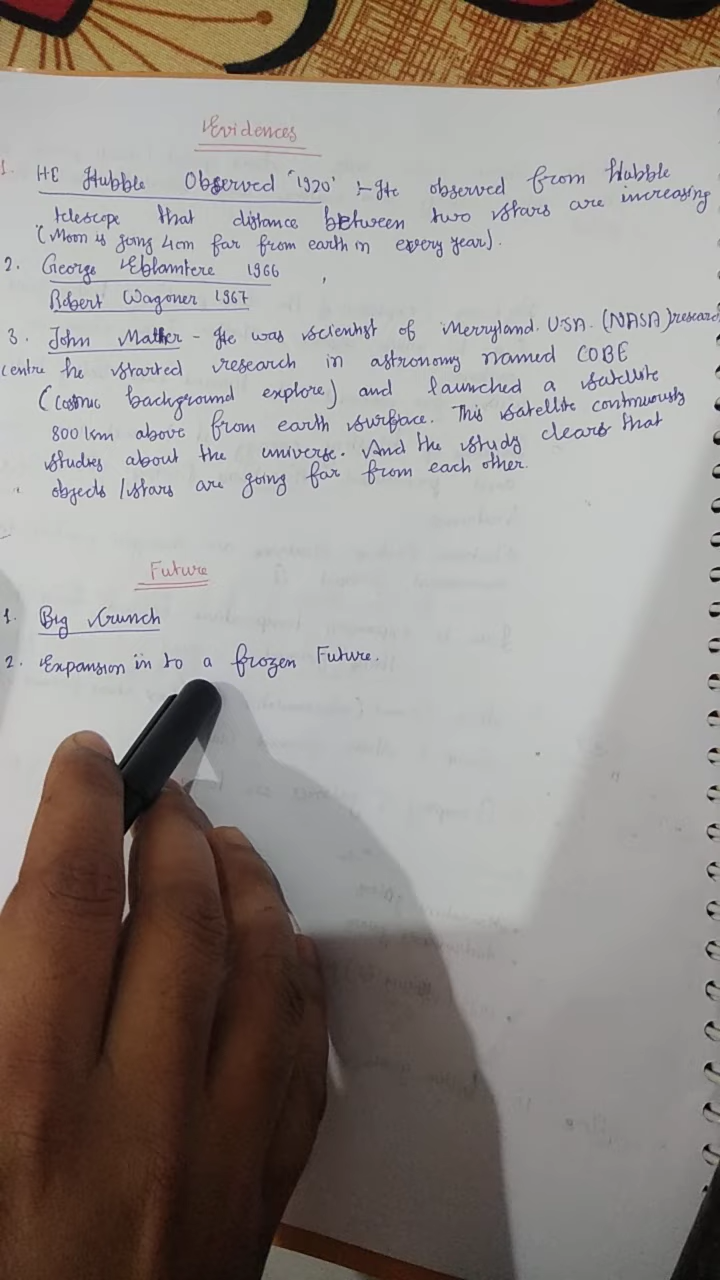 Evidences
1. HE Hubble Observed '1920' :- He observed from Hubble
telescope that distance between two stars are increasing
(Moon is going 4cm far from earth in every year).
2. George Eblamtere 1966
Robert Wagoner 1967
3. John Mather - He was scientist of Merryland. USA. (NASA) research
centre he started research in astronomy named COBE
(cosmic background explore) and launched a satellite
800 km above from earth surface. This satellite continuously
studies about the universe. And the study clears that
objects / stars are going far from each other.
Future
1. Big Crunch
2. Expansion in to a frozen Future.